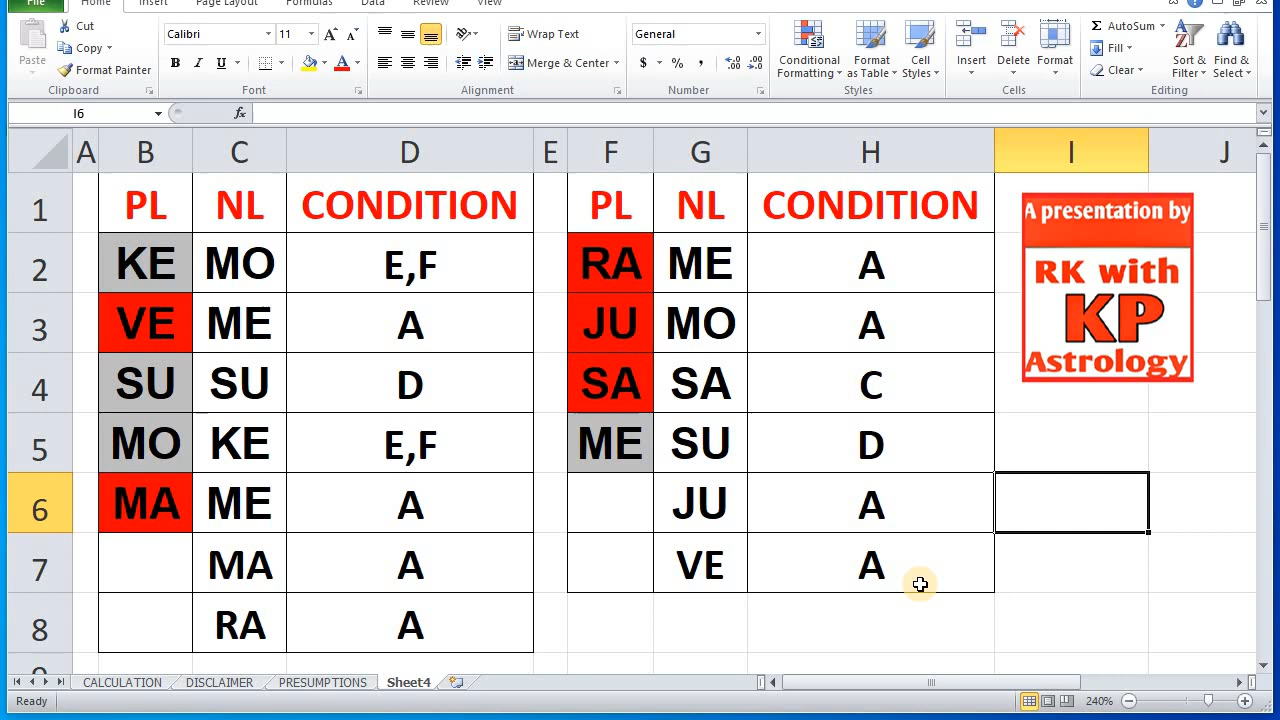 File Home Insert Page Layout Formulas Data Review View
Cut
Copy
Format Painter
Paste
Clipboard
Calibri 11
B I U A
Font
Wrap Text
Merge & Center
Alignment
General
$ % , .0 .00 .00 .0
Number
Conditional Formatting
Format as Table
Cell Styles
Styles
Insert Delete Format
Cells
Σ AutoSum
Fill
Clear
Sort & Filter
Find & Select
Editing
I6 fx
A B C D E F G H I J
1 PL NL CONDITION PL NL CONDITION
2 KE MO E,F RA ME A
3 VE ME A JU MO A
4 SU SU D SA SA C
5 MO KE E,F ME SU D
6 MA ME A JU A
7 MA A VE A
8 RA A
9
A presentation by
RK with
KP
Astrology
CALCULATION DISCLAIMER PRESUMPTIONS Sheet4
Ready 240%